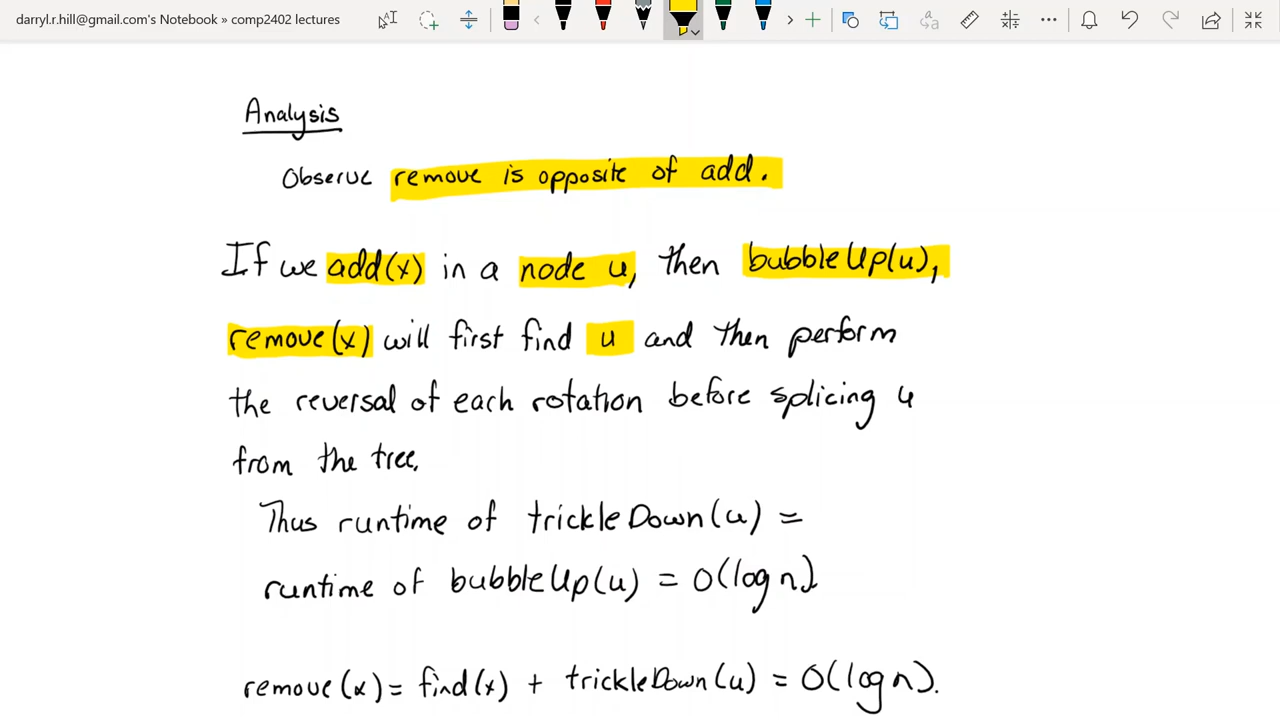 darryl.r.hill@gmail.com's Notebook » comp2402 lectures
Analysis
Observe remove is opposite of add.
If we add(x) in a node u, then bubbleUp(u),
remove(x) will first find u and then perform
the reversal of each rotation before splicing u
from the tree.
Thus runtime of trickleDown(u) =
runtime of bubbleUp(u) = O(log n).
remove(x) = find(x) + trickleDown(u) = O(log n).